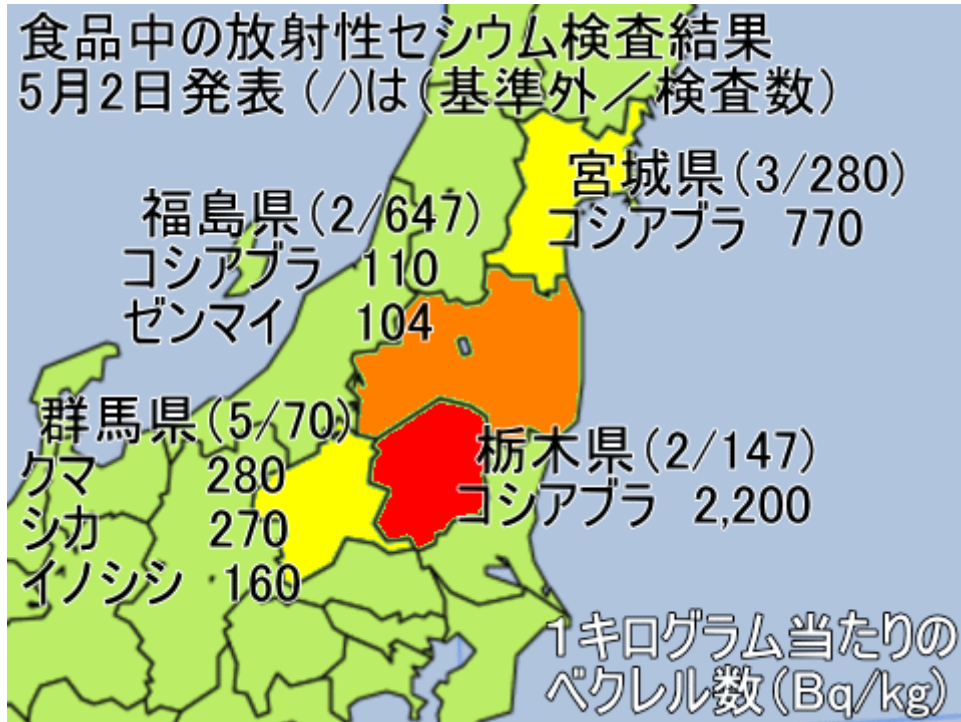 食品中の放射性セシウム検査結果
5月2日発表 (/)は(基準外／検査数)
宮城県(3/280)
コシアブラ 770
福島県(2/647)
コシアブラ 110
ゼンマイ 104
群馬県(5/70)
クマ 280
シカ 270
イノシシ 160
栃木県(2/147)
コシアブラ 2,200
1キログラム当たりの
ベクレル数(Bq/kg)